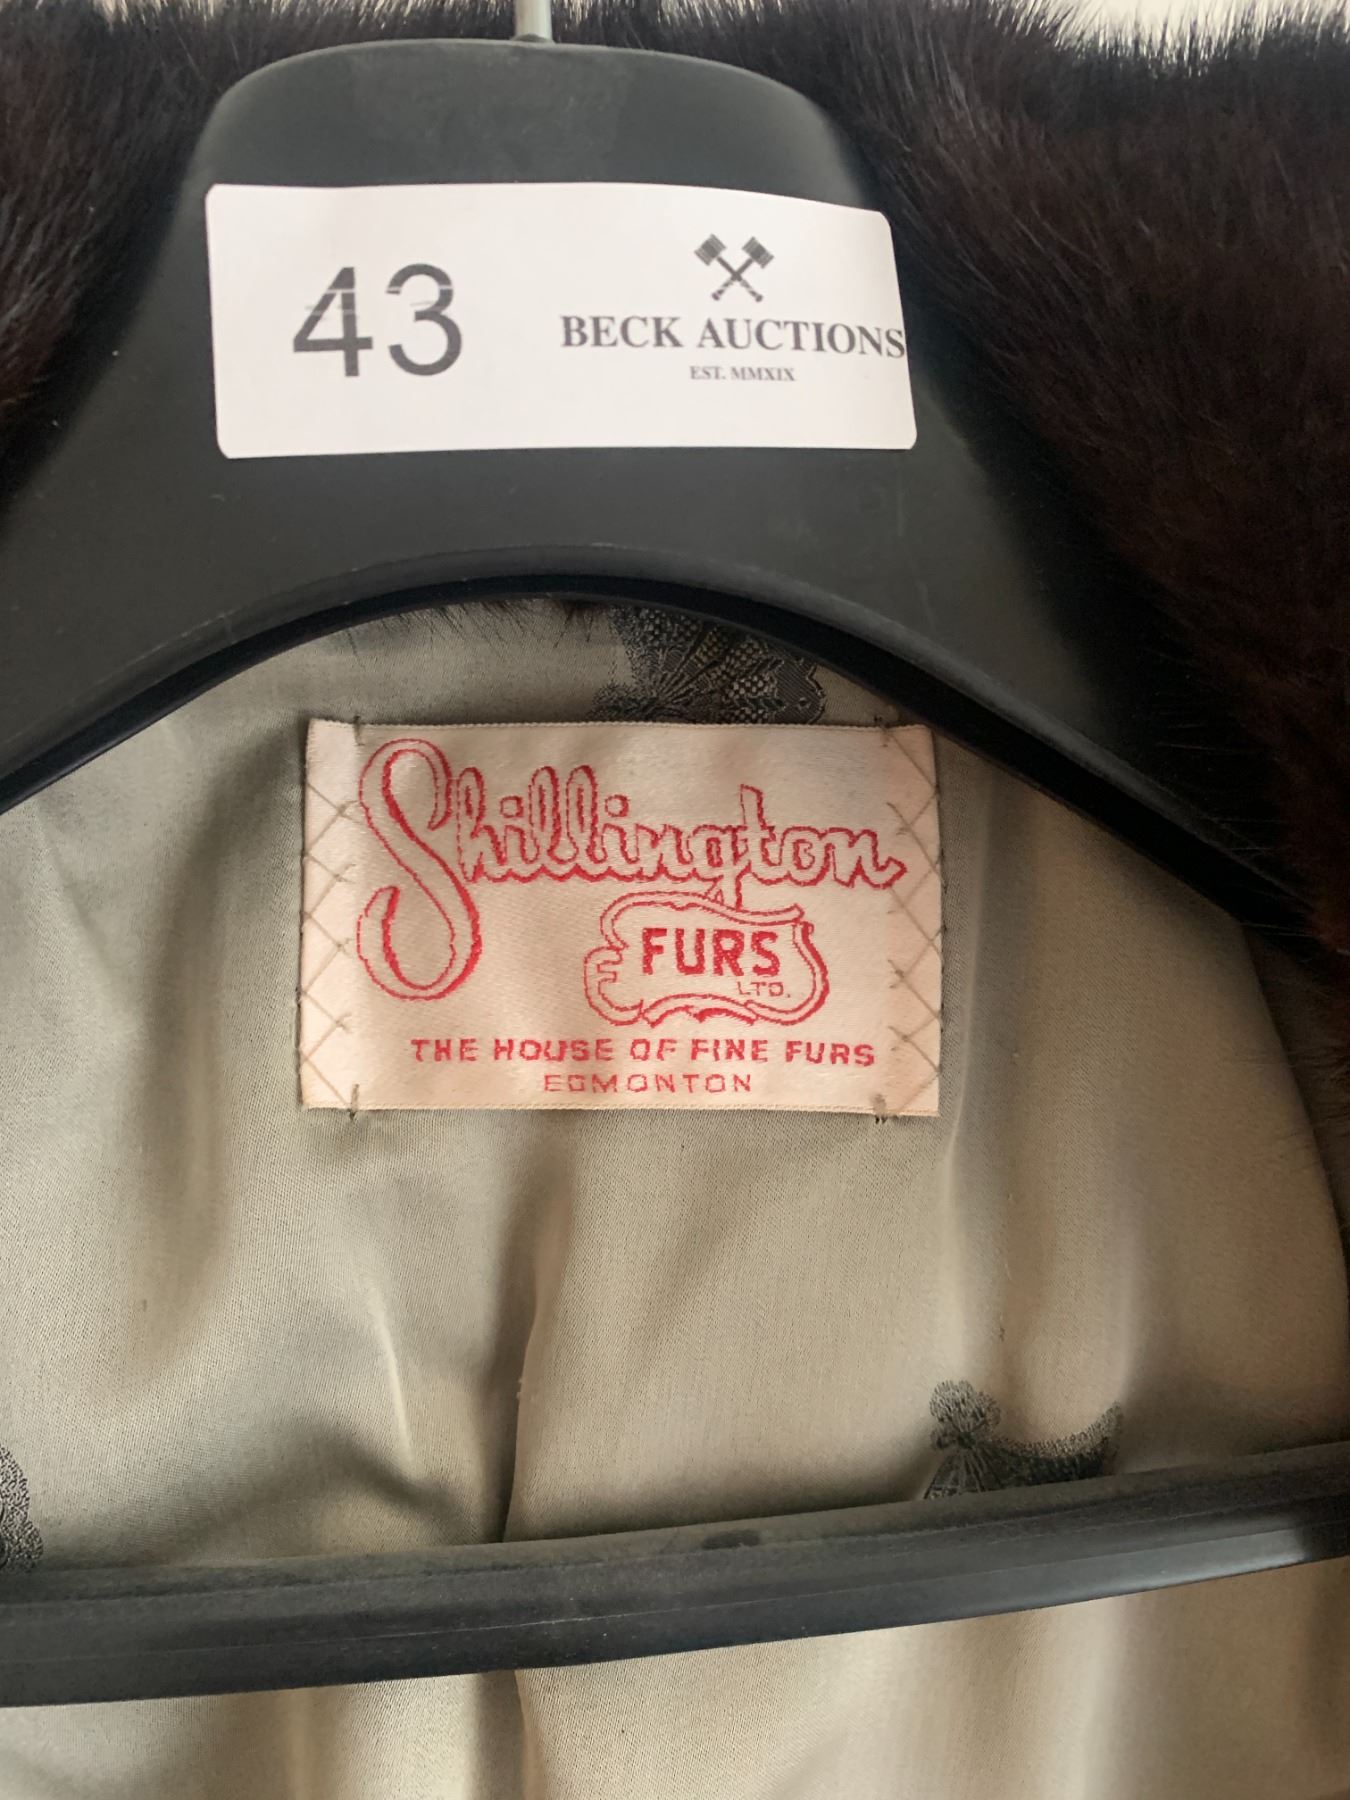 43
BECK AUCTIONS
EST. MMXIX
Shillington
FURS
LTD.
THE HOUSE OF FINE FURS
EDMONTON